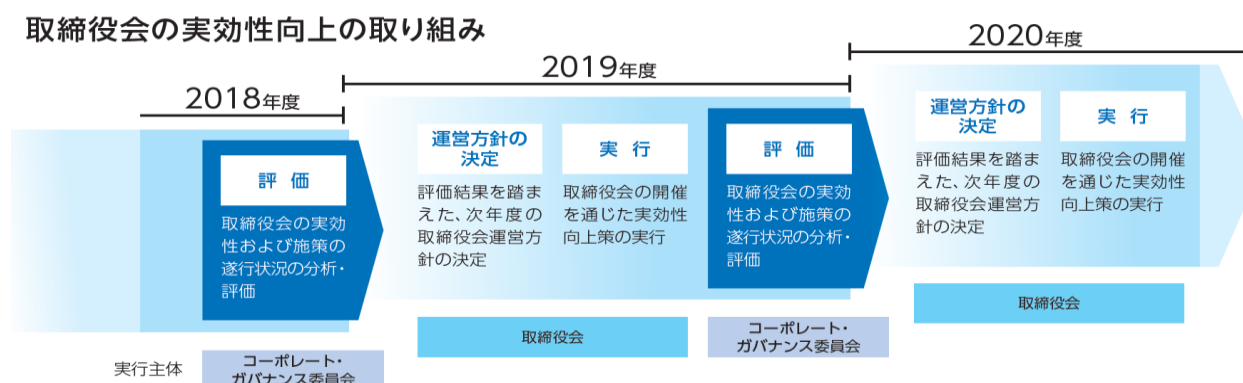 取締役会の実効性向上の取り組み
2018年度
評価
取締役会の実効
性および施策の
遂行状況の分析・
評価
2019年度
運営方針の
決定
評価結果を踏ま
えた、次年度の
取締役会運営方
針の決定
実行
取締役会の開催
を通じた実効性
向上策の実行
評価
取締役会の実効
性および施策の
遂行状況の分析・
評価
2020年度
運営方針の
決定
評価結果を踏ま
えた、次年度の
取締役会運営方
針の決定
実行
取締役会の開催
を通じた実効性
向上策の実行
実行主体
コーポレート・
ガバナンス委員会
取締役会
コーポレート・
ガバナンス委員会
取締役会